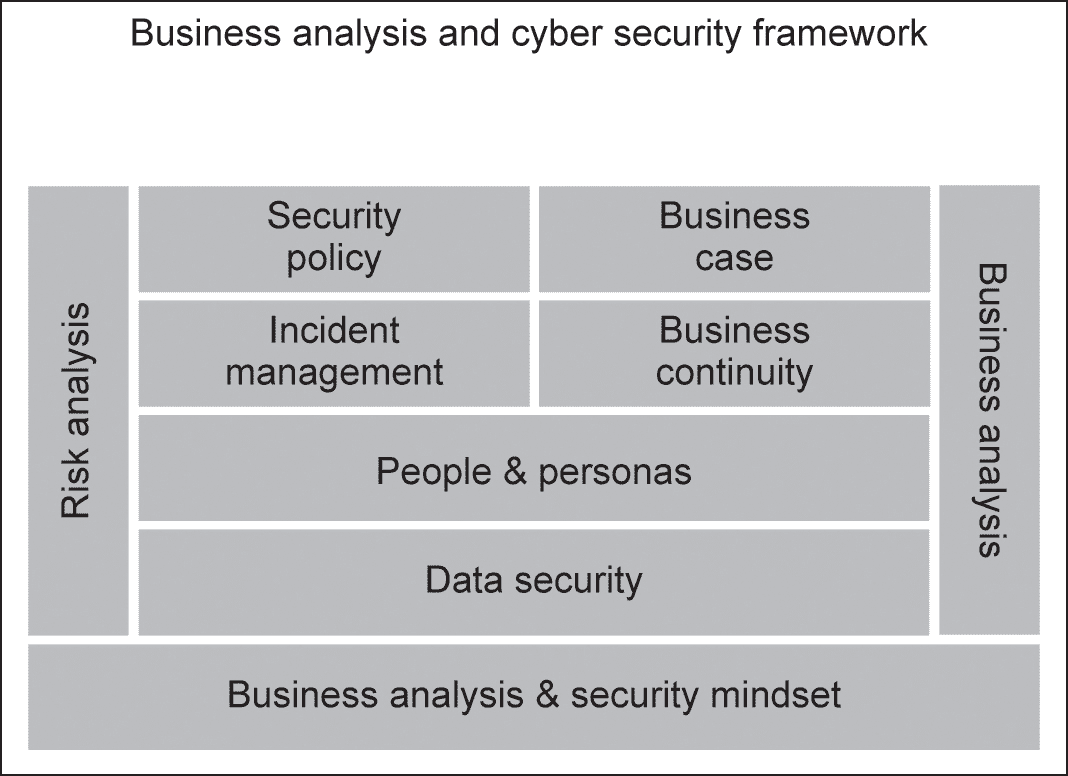 Business analysis and cyber security framework
Risk analysis
Security
policy
Business
case
Incident
management
Business
continuity
People & personas
Data security
Business analysis
Business analysis & security mindset